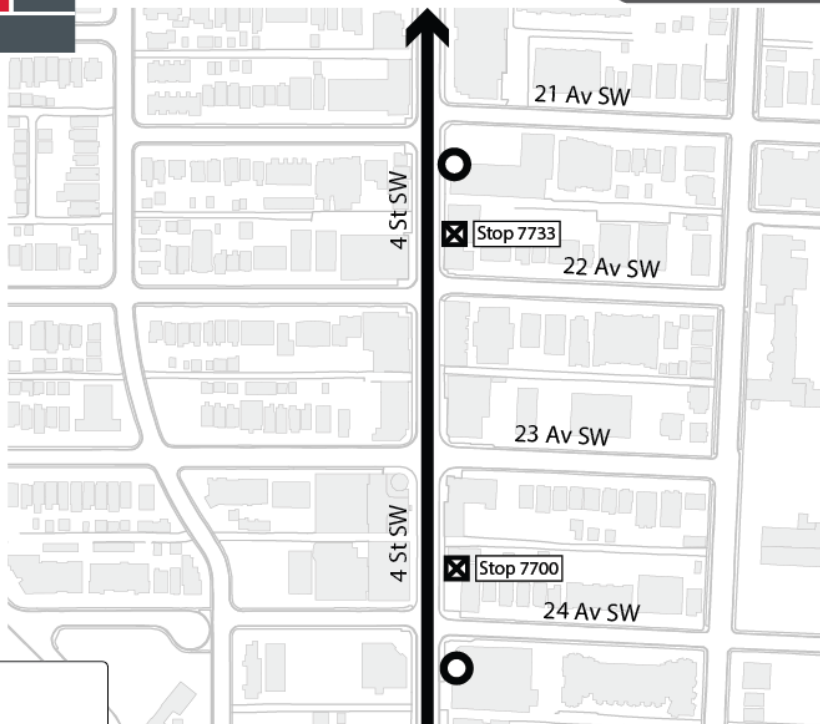 21 Av SW
4 St SW
Stop 7733
22 Av SW
23 Av SW
4 St SW
Stop 7700
24 Av SW